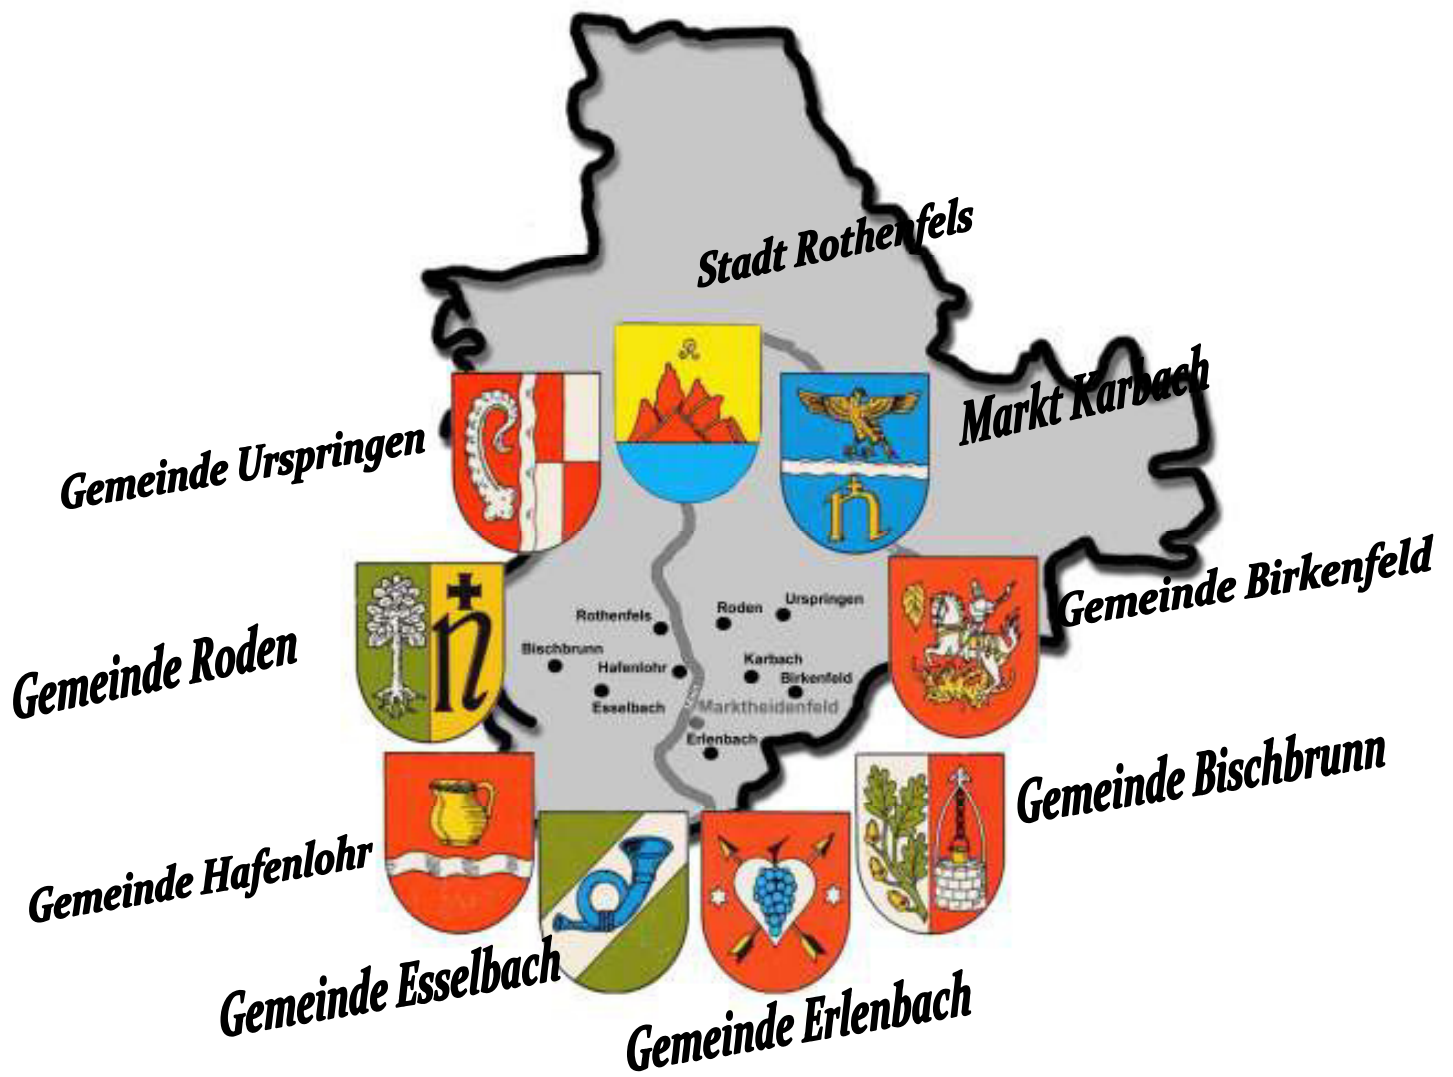 Stadt Rothenfels
Markt Karbach
Gemeinde Urspringen
Gemeinde Birkenfeld
Gemeinde Roden
Urspringen
Roden
Rothenfels
Bischbrunn
Karbach
Hafenlohr
Birkenfeld
Esselbach
Marktheidenfeld
Erlenbach
Gemeinde Bischbrunn
Gemeinde Hafenlohr
Gemeinde Esselbach
Gemeinde Erlenbach